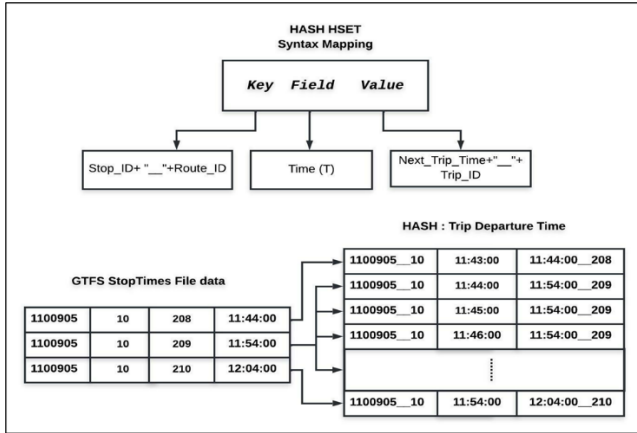 HASH HSET
Syntax Mapping
Key Field Value
Stop_ID+ "__"+Route_ID
Time (T)
Next_Trip_Time+"__"+
Trip_ID
HASH : Trip Departure Time
GTFS StopTimes File data
1100905__10 11:43:00 11:44:00__208
1100905__10 11:44:00 11:54:00__209
1100905__10 11:45:00 11:54:00__209
1100905__10 11:46:00 11:54:00__209
1100905__10 11:54:00 12:04:00__210
1100905 10 208 11:44:00
1100905 10 209 11:54:00
1100905 10 210 12:04:00